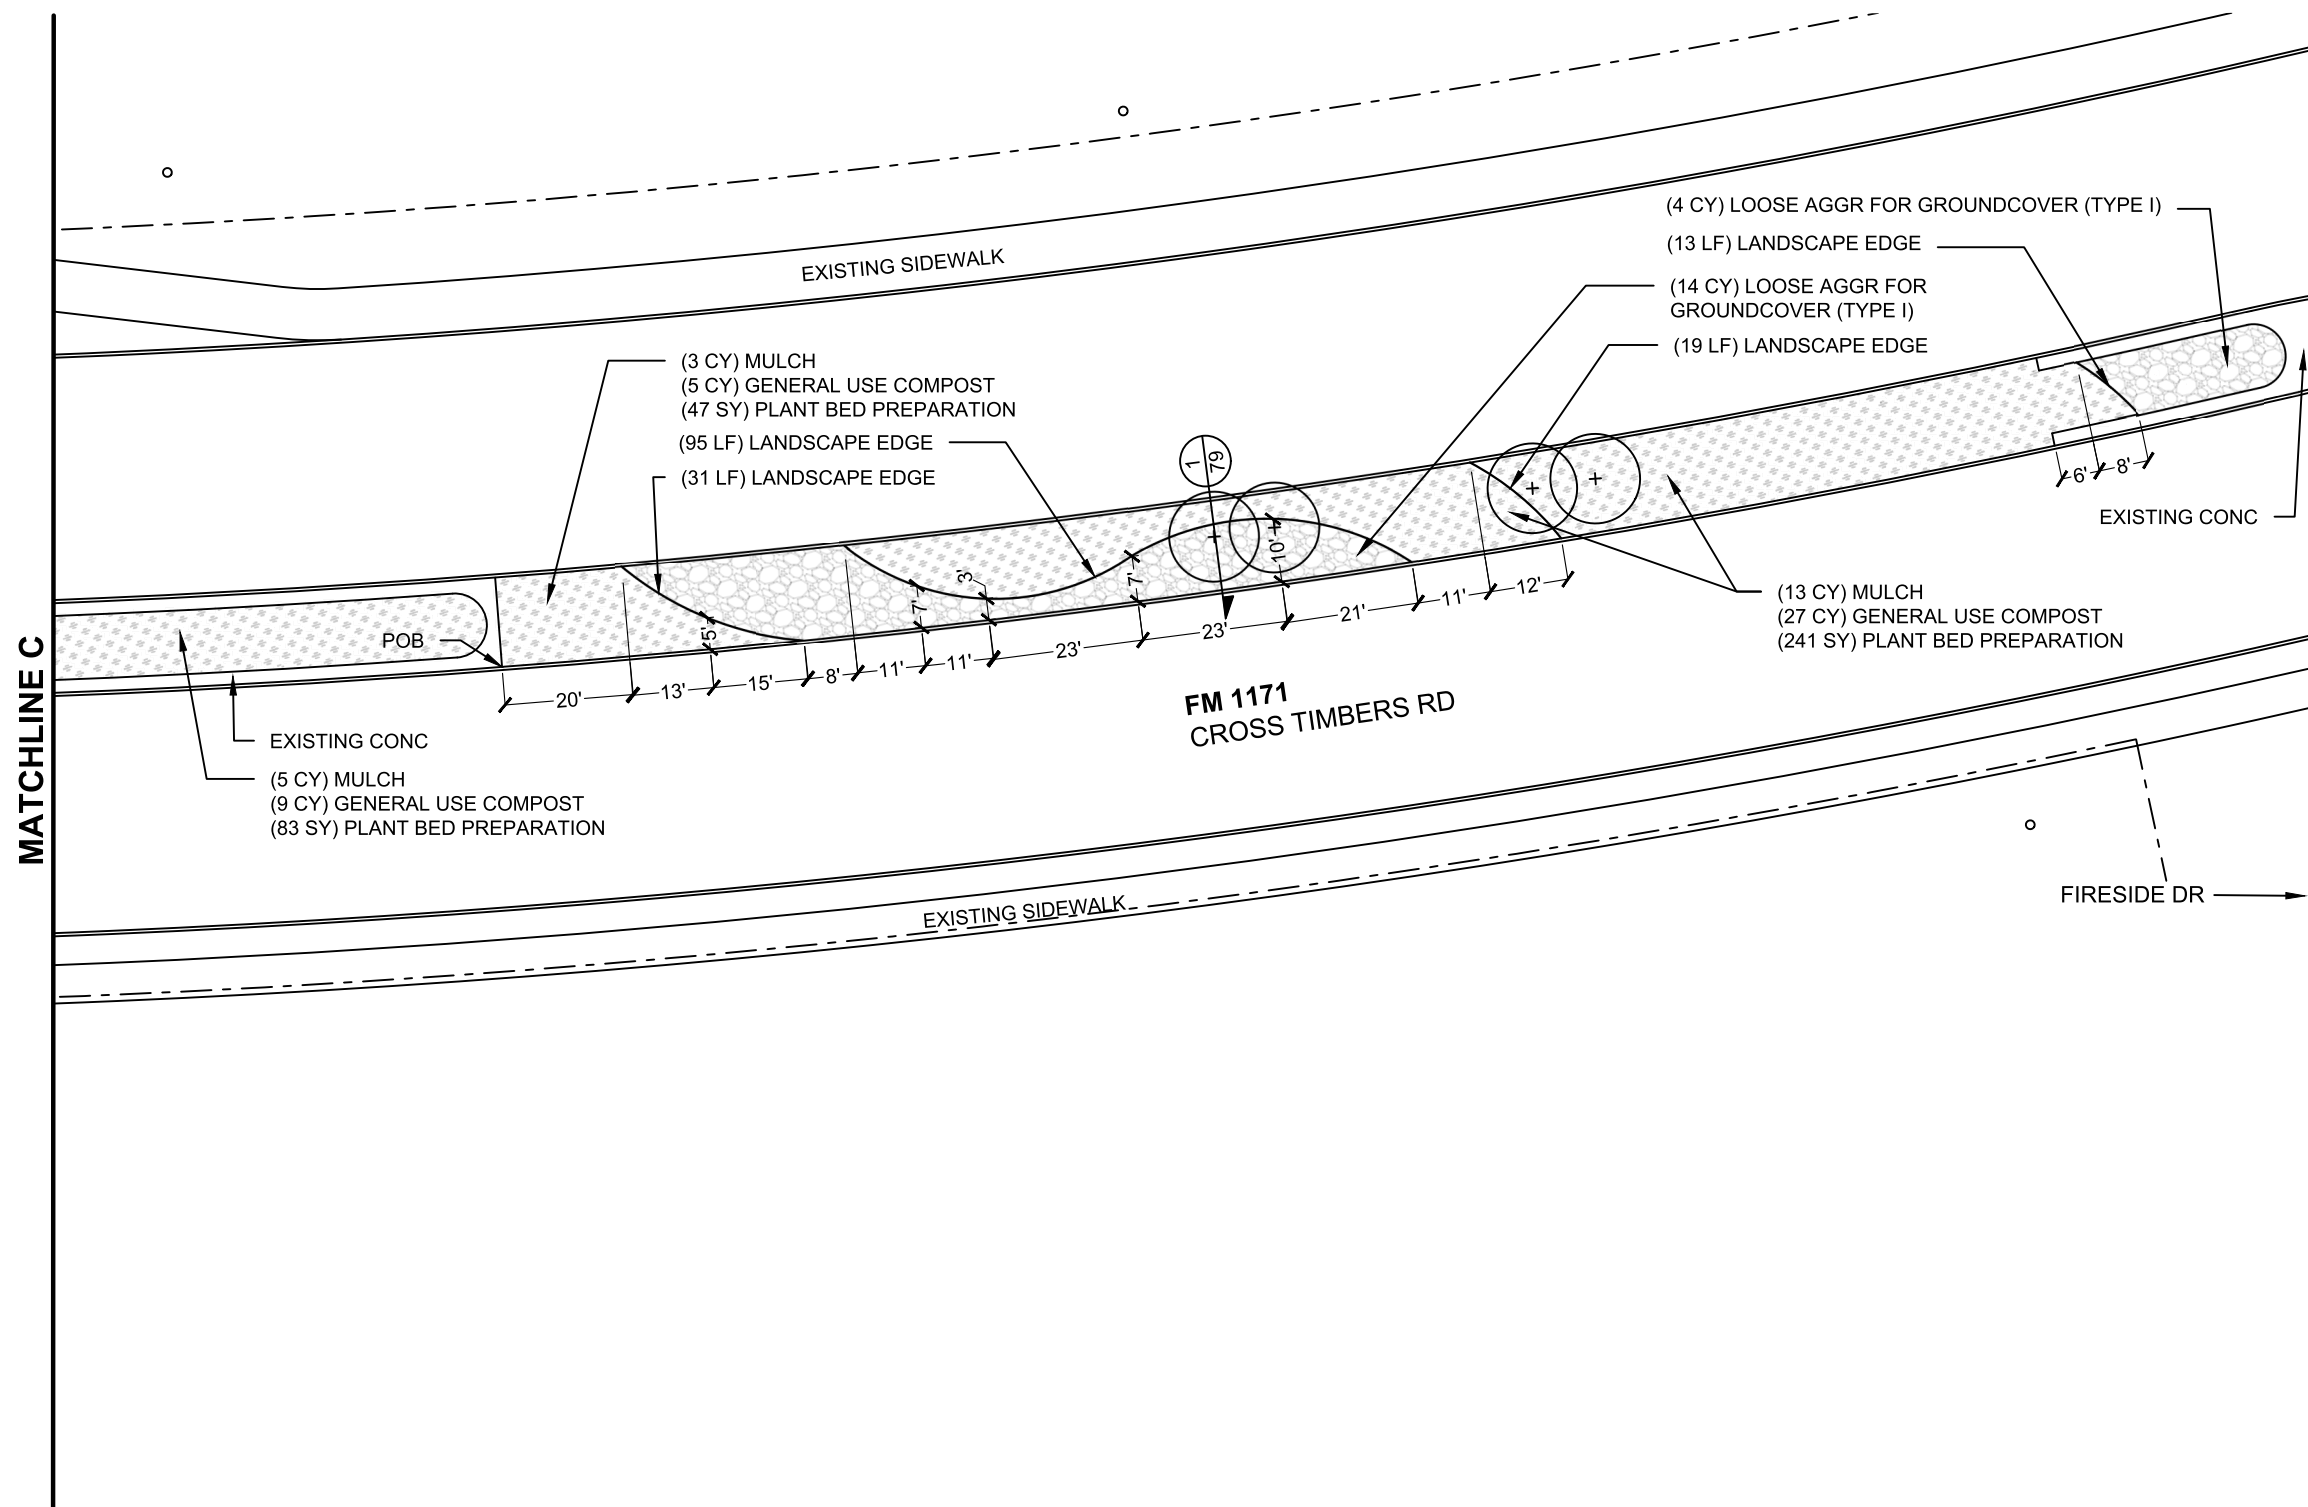 EXISTING SIDEWALK
(4 CY) LOOSE AGGR FOR GROUNDCOVER (TYPE I)
(13 LF) LANDSCAPE EDGE
(14 CY) LOOSE AGGR FOR
GROUNDCOVER (TYPE I)
(19 LF) LANDSCAPE EDGE
(3 CY) MULCH
(5 CY) GENERAL USE COMPOST
(47 SY) PLANT BED PREPARATION
(95 LF) LANDSCAPE EDGE
(31 LF) LANDSCAPE EDGE
1
79
6'
8'
EXISTING CONC
3'
7'
7'
10'
5'
POB
20'
13'
15'
8'
11'
11'
23'
23'
21'
11'
12'
(13 CY) MULCH
(27 CY) GENERAL USE COMPOST
(241 SY) PLANT BED PREPARATION
FM 1171
CROSS TIMBERS RD
MATCHLINE C
EXISTING CONC
(5 CY) MULCH
(9 CY) GENERAL USE COMPOST
(83 SY) PLANT BED PREPARATION
EXISTING SIDEWALK
FIRESIDE DR